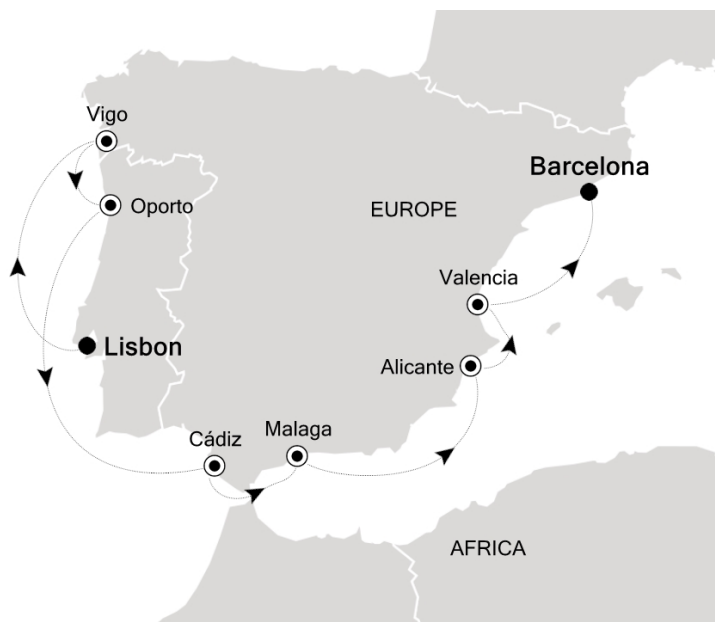 Vigo
Barcelona
Oporto
EUROPE
Valencia
Lisbon
Alicante
Malaga
Cádiz
AFRICA